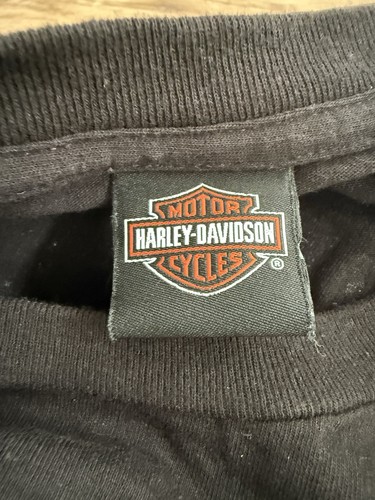 MOTOR
HARLEY-DAVIDSON
CYCLES
®